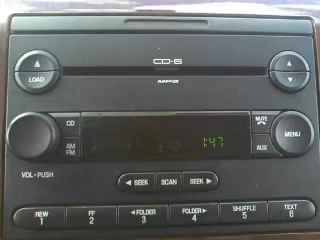 CD-6
LOAD
MP3
CD
MUTE
1:47
MENU
AM
FM
AUX
VOL • PUSH
SEEK SCAN SEEK
REW FF FOLDER FOLDER SHUFFLE TEXT
1 2 3 4 5 6